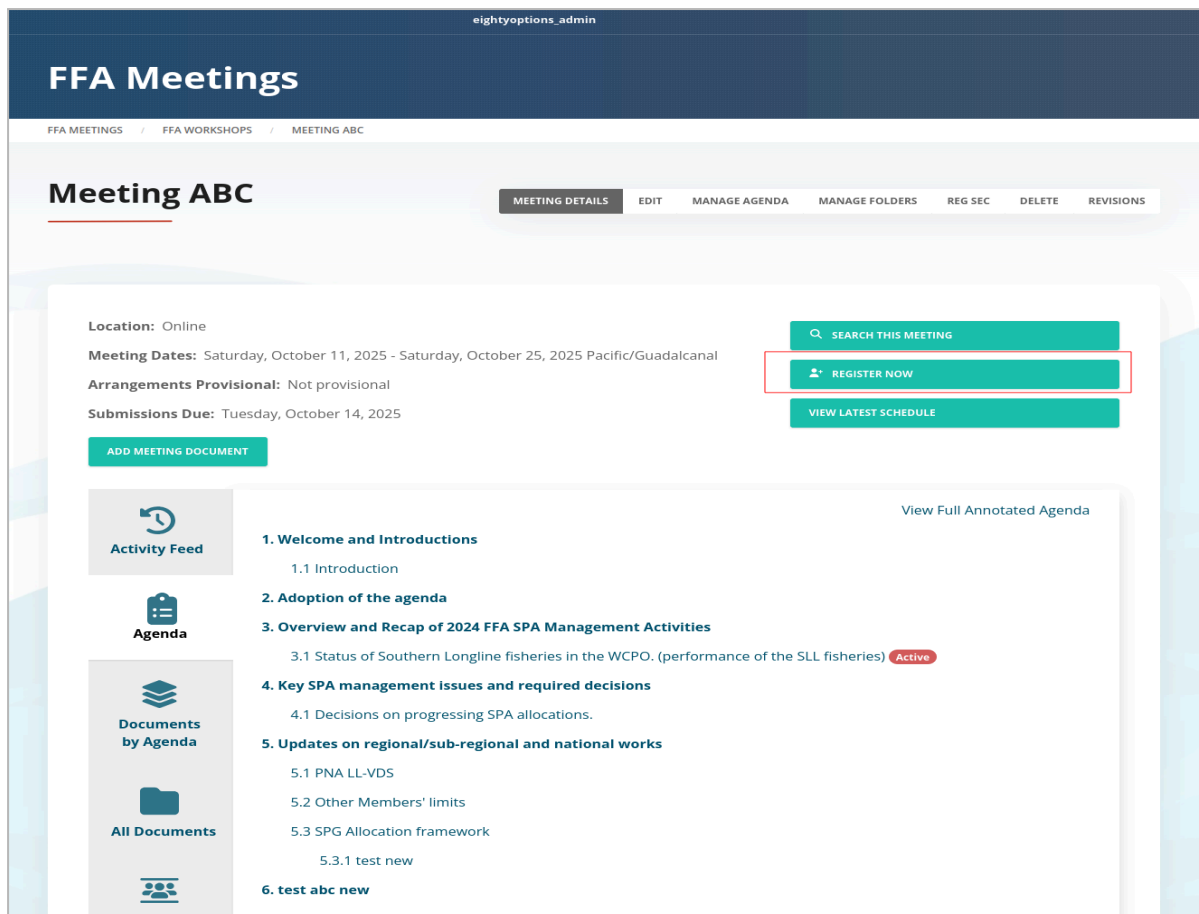 eightyoptions_admin
FFA Meetings
FFA MEETINGS / FFA WORKSHOPS / MEETING ABC
Meeting ABC
MEETING DETAILS EDIT MANAGE AGENDA MANAGE FOLDERS REG SEC DELETE REVISIONS
Location: Online
Meeting Dates: Saturday, October 11, 2025 - Saturday, October 25, 2025 Pacific/Guadalcanal
Arrangements Provisional: Not provisional
Submissions Due: Tuesday, October 14, 2025
ADD MEETING DOCUMENT
SEARCH THIS MEETING
REGISTER NOW
VIEW LATEST SCHEDULE
Activity Feed
Agenda
Documents
by Agenda
All Documents
View Full Annotated Agenda
1. Welcome and Introductions
1.1 Introduction
2. Adoption of the agenda
3. Overview and Recap of 2024 FFA SPA Management Activities
3.1 Status of Southern Longline fisheries in the WCPO. (performance of the SLL fisheries) Active
4. Key SPA management issues and required decisions
4.1 Decisions on progressing SPA allocations.
5. Updates on regional/sub-regional and national works
5.1 PNA LL-VDS
5.2 Other Members' limits
5.3 SPG Allocation framework
5.3.1 test new
6. test abc new